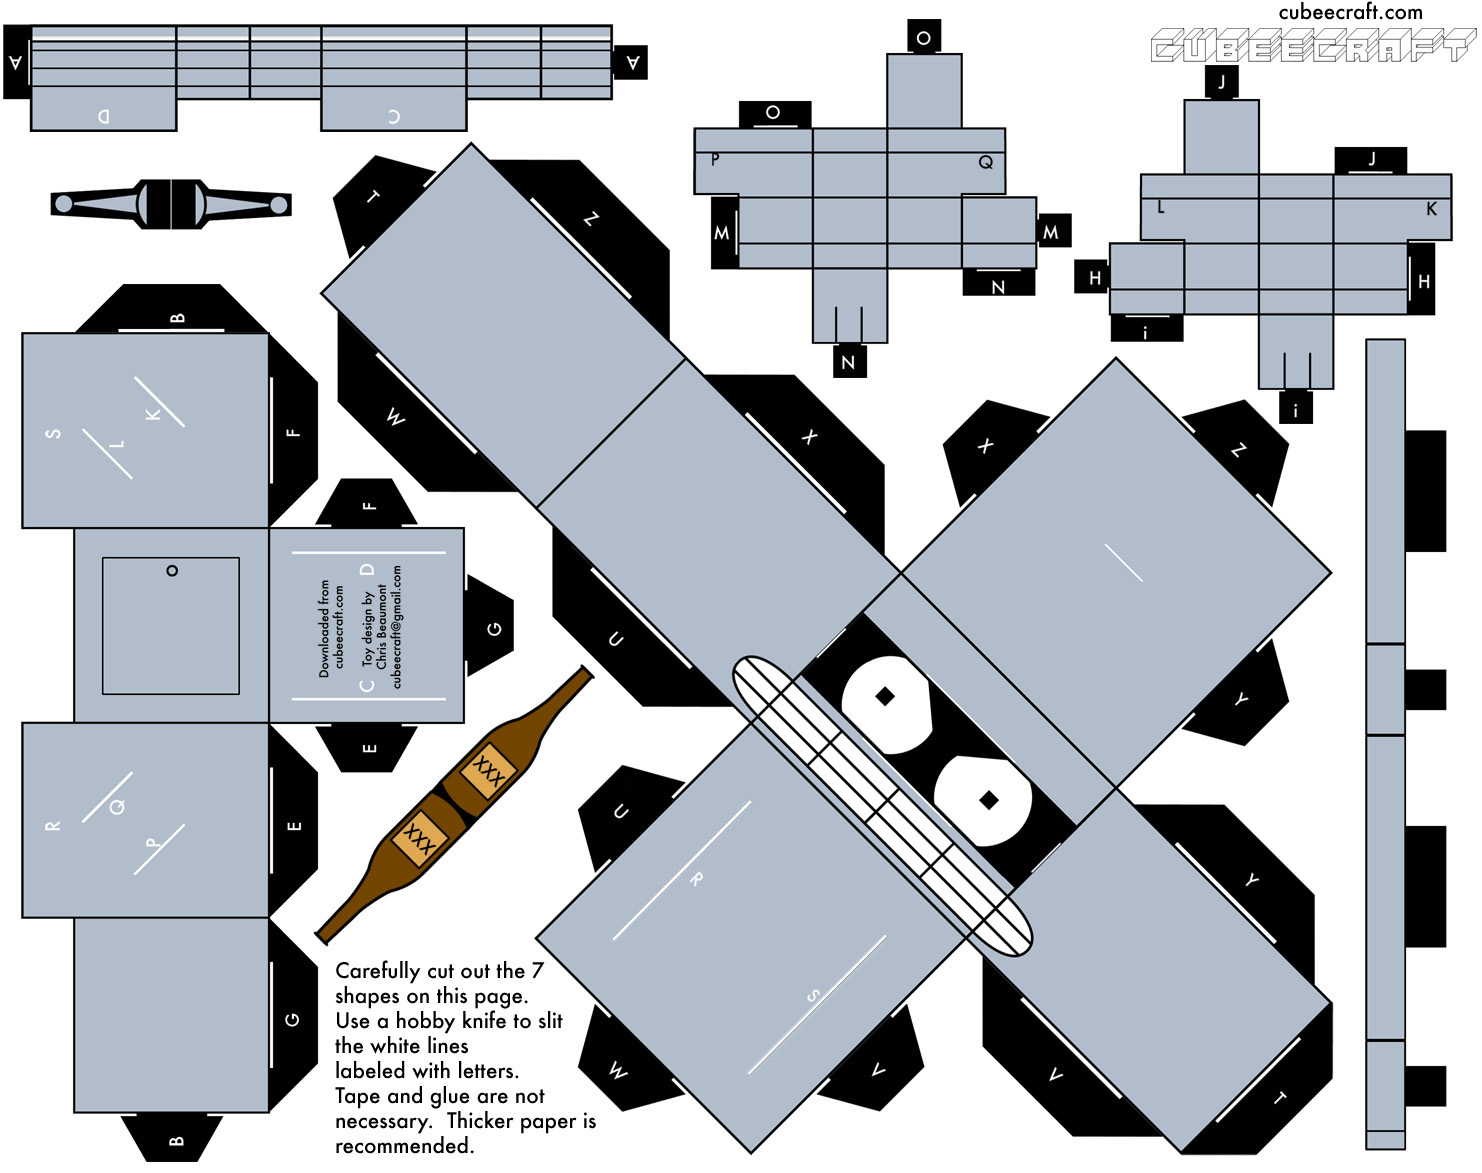 cubeecraft.com
CUBEECRAFT
O
J
A
A
O
J
D
C
P
Q
L
K
T
Z
M
M
H
H
N
i
N
i
B
S
K
L
F
W
X
X
Z
F
O
Downloaded from
cubeecraft.com
C D
Toy design by
Chris Beaumont
cubeecraft@gmail.com
G
U
Y
E
XXX
XXX
R
Q
P
E
U
R
Y
S
G
B
W
V
V
T
Carefully cut out the 7
shapes on this page.
Use a hobby knife to slit
the white lines
labeled with letters.
Tape and glue are not
necessary. Thicker paper is
recommended.